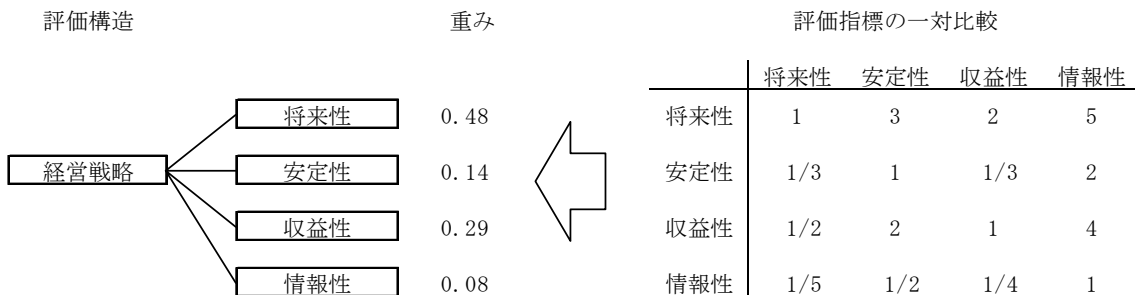 評価構造 重み 評価指標の一対比較
将来性 安定性 収益性 情報性
将来性 0.48 将来性 1 3 2 5
経営戦略 安定性 0.14 安定性 1/3 1 1/3 2
収益性 0.29 収益性 1/2 2 1 4
情報性 0.08 情報性 1/5 1/2 1/4 1